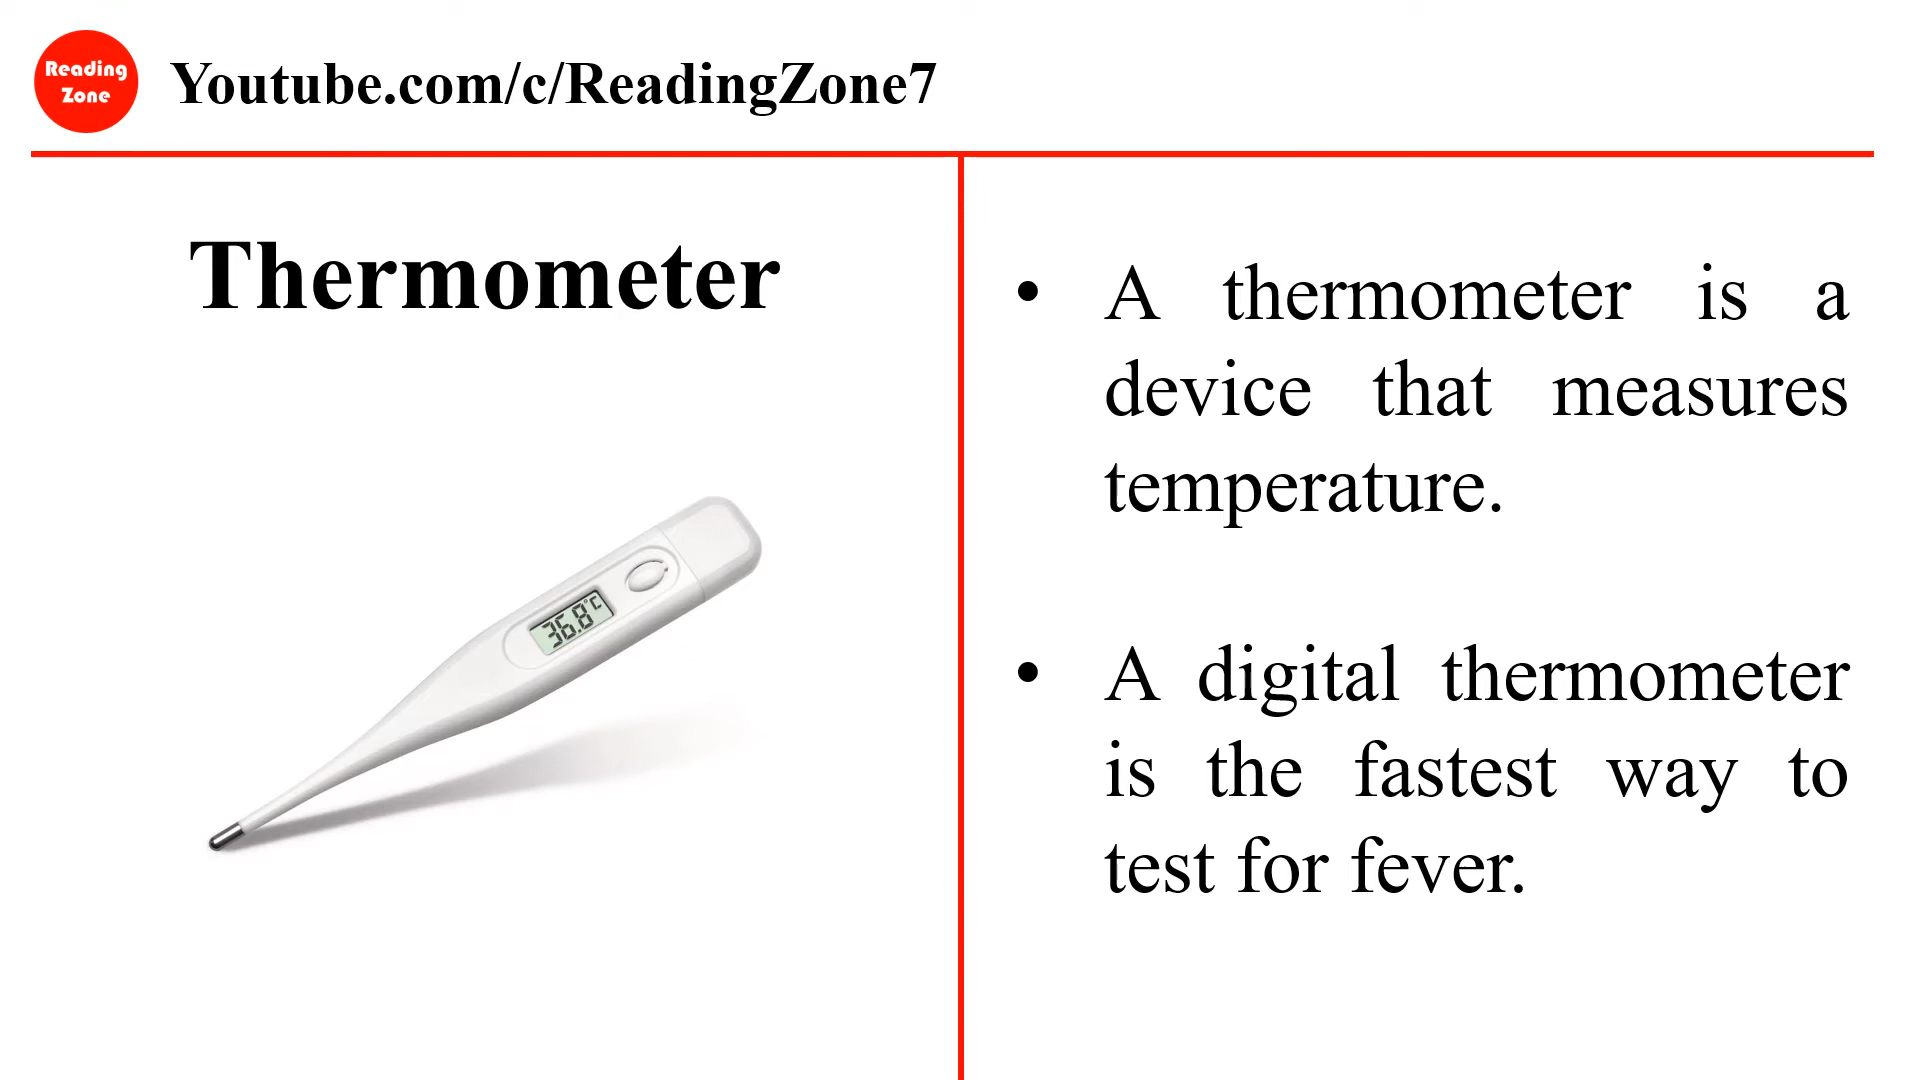 Reading
Zone
Youtube.com/c/ReadingZone7
Thermometer
36.8°C
• A thermometer is a
device that measures
temperature.
• A digital thermometer
is the fastest way to
test for fever.